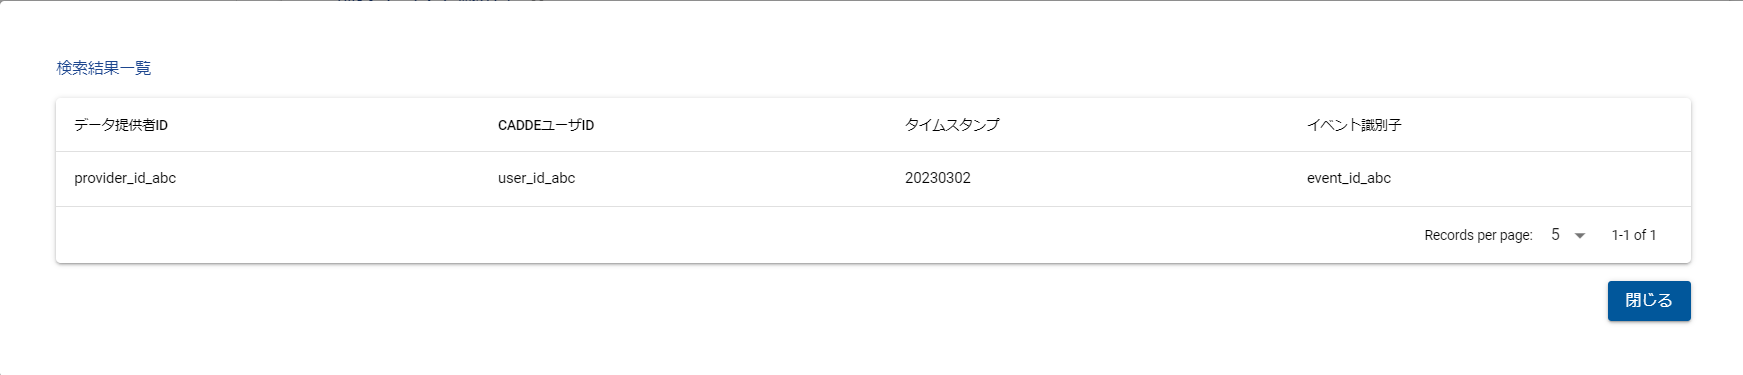 検索結果一覧
データ提供者ID CADDEユーザID タイムスタンプ イベント識別子
provider_id_abc user_id_abc 20230302 event_id_abc
Records per page: 5 1-1 of 1
閉じる